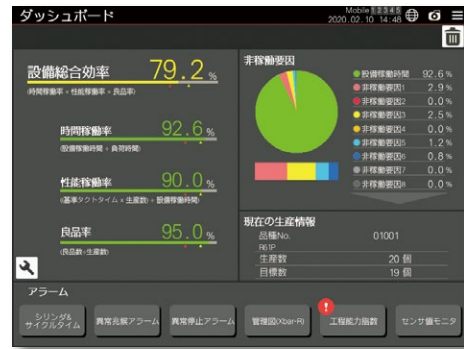 ダッシュボード
Mobile 1 2 3 4 5
2020.02.10 14:48
設備総合効率 79.2 %
(時間稼働率 × 性能稼働率 × 良品率)
時間稼働率 92.6 %
(設備稼働時間 ÷ 負荷時間)
性能稼働率 90.0 %
(基準タクトタイム × 生産数) ÷ 設備稼働時間)
良品率 95.0 %
(良品数÷生産数)
非稼働要因
設備稼働時間 92.6 %
非稼働要因1 2.9 %
非稼働要因2 0.0 %
非稼働要因3 2.5 %
非稼働要因4 0.0 %
非稼働要因5 1.2 %
非稼働要因6 0.8 %
非稼働要因7 0.0 %
非稼働要因8 0.0 %
現在の生産情報
品種No. 01001
R61P
生産数 20 個
目標数 19 個
アラーム
シリンダ&
サイクルタイム
異常兆候アラーム
異常停止アラーム
管理図(Xbar-R)
工程能力指数
センサ値モニタ